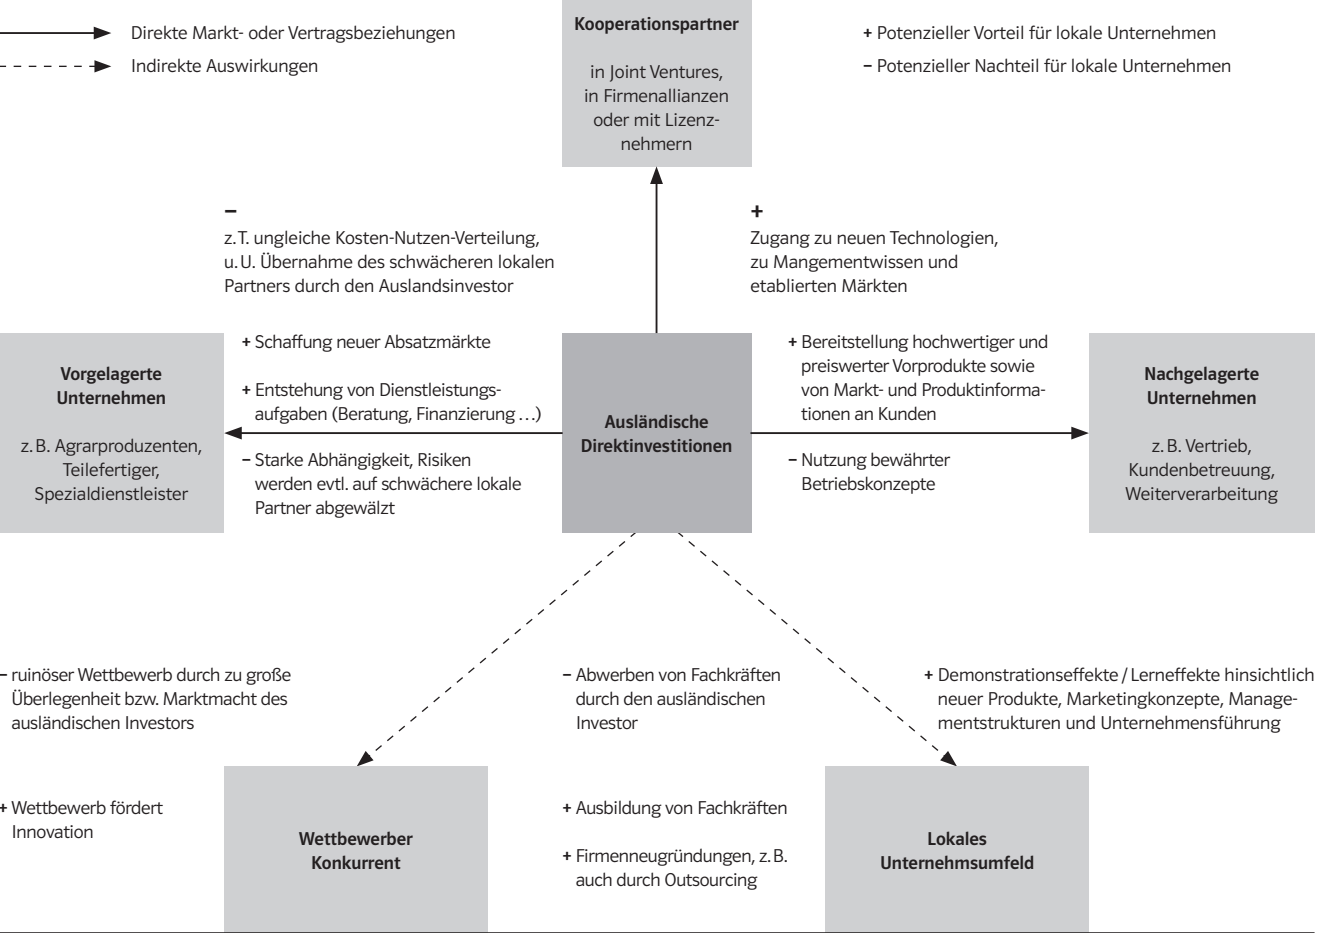 Direkte Markt- oder Vertragsbeziehungen
Indirekte Auswirkungen
Kooperationspartner
in Joint Ventures,
in Firmenallianzen
oder mit Lizenz-
nehmern
+ Potenzieller Vorteil für lokale Unternehmen
– Potenzieller Nachteil für lokale Unternehmen
–
z.T. ungleiche Kosten-Nutzen-Verteilung,
u.U. Übernahme des schwächeren lokalen
Partners durch den Auslandsinvestor
+
Zugang zu neuen Technologien,
zu Mangementwissen und
etablierten Märkten
Vorgelagerte
Unternehmen
z.B. Agrarproduzenten,
Teilefertiger,
Spezialdienstleister
+ Schaffung neuer Absatzmärkte
+ Entstehung von Dienstleistungs-
aufgaben (Beratung, Finanzierung …)
– Starke Abhängigkeit, Risiken
werden evtl. auf schwächere lokale
Partner abgewälzt
Ausländische
Direktinvestitionen
+ Bereitstellung hochwertiger und
preiswerter Vorprodukte sowie
von Markt- und Produktinforma-
tionen an Kunden
– Nutzung bewährter
Betriebskonzepte
Nachgelagerte
Unternehmen
z.B. Vertrieb,
Kundenbetreuung,
Weiterverarbeitung
– ruinöser Wettbewerb durch zu große
Überlegenheit bzw. Marktmacht des
ausländischen Investors
+ Wettbewerb fördert
Innovation
Wettbewerber
Konkurrent
– Abwerben von Fachkräften
durch den ausländischen
Investor
+ Ausbildung von Fachkräften
+ Firmenneugründungen, z.B.
auch durch Outsourcing
+ Demonstrationseffekte / Lerneffekte hinsichtlich
neuer Produkte, Marketingkonzepte, Manage-
mentstrukturen und Unternehmensführung
Lokales
Unternehmsumfeld